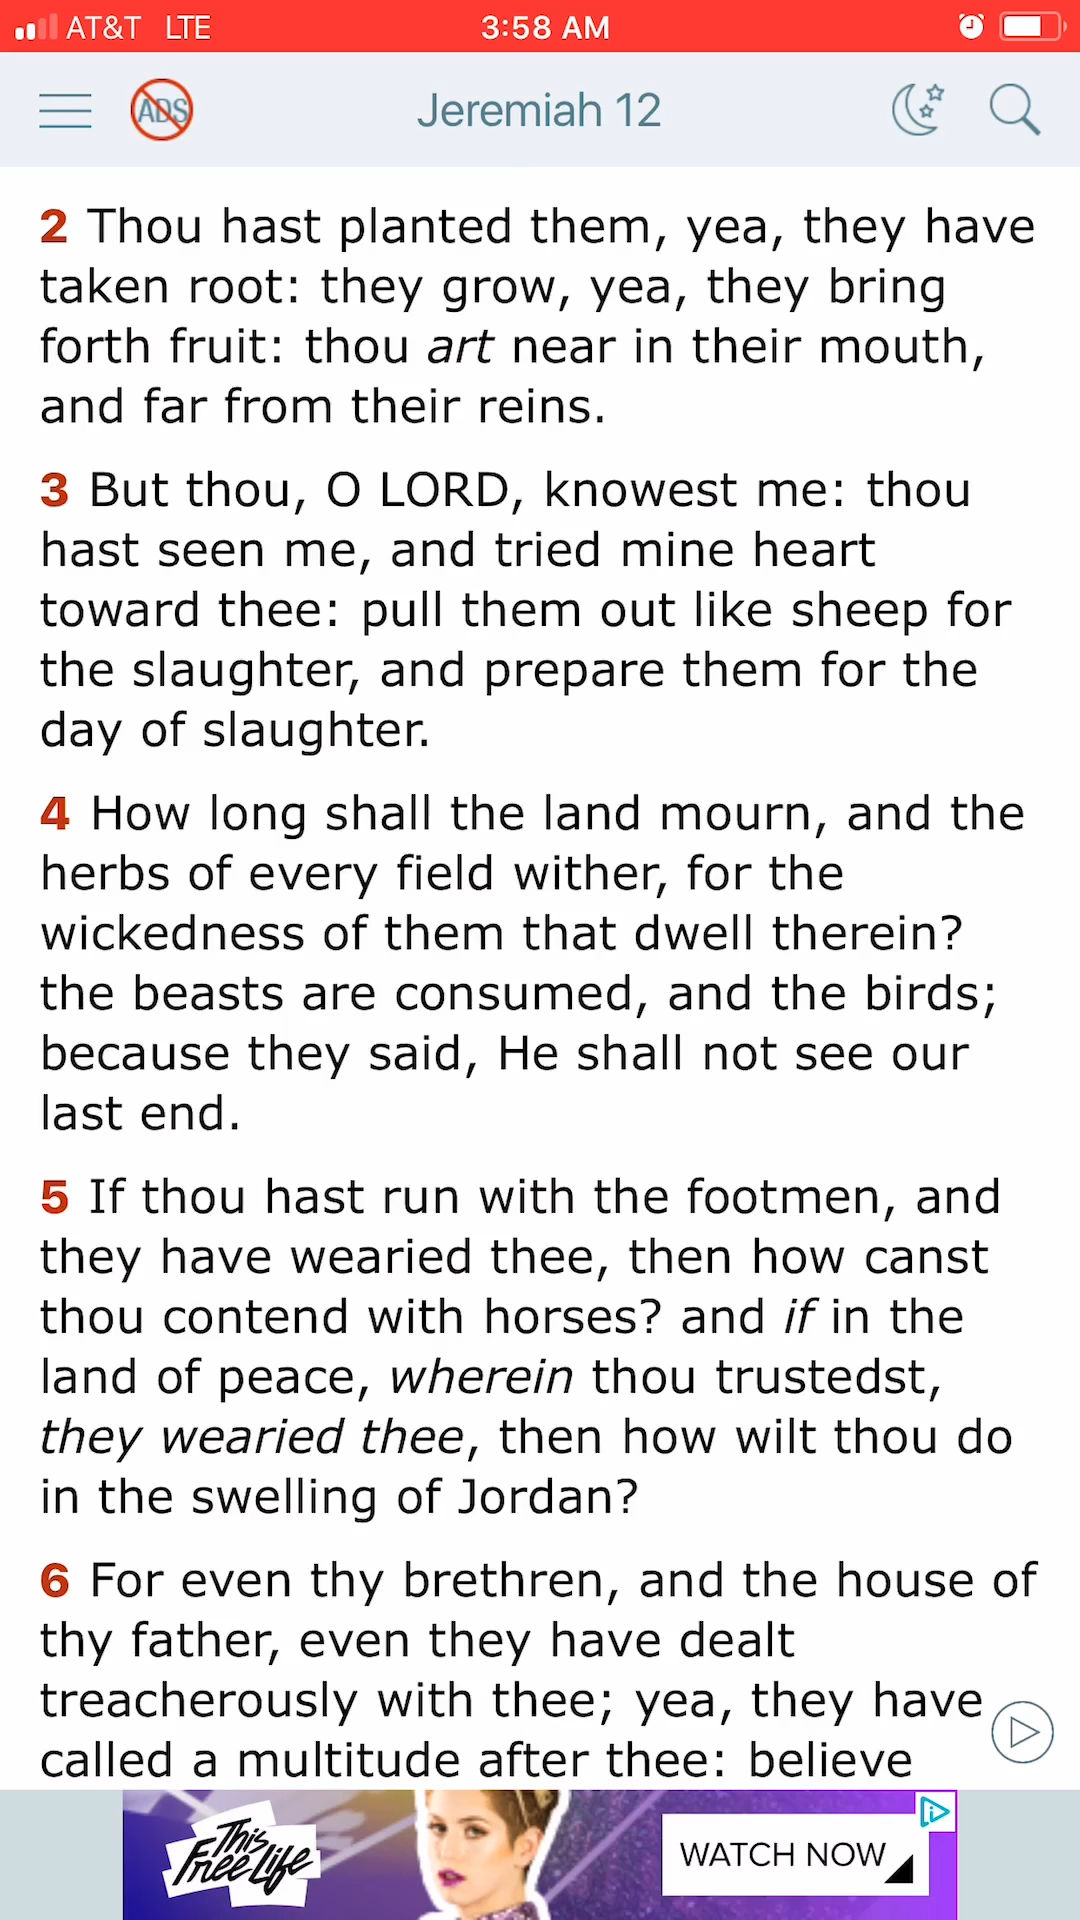 AT&T LTE 3:58 AM
ADS Jeremiah 12
2 Thou hast planted them, yea, they have
taken root: they grow, yea, they bring
forth fruit: thou art near in their mouth,
and far from their reins.
3 But thou, O LORD, knowest me: thou
hast seen me, and tried mine heart
toward thee: pull them out like sheep for
the slaughter, and prepare them for the
day of slaughter.
4 How long shall the land mourn, and the
herbs of every field wither, for the
wickedness of them that dwell therein?
the beasts are consumed, and the birds;
because they said, He shall not see our
last end.
5 If thou hast run with the footmen, and
they have wearied thee, then how canst
thou contend with horses? and if in the
land of peace, wherein thou trustedst,
they wearied thee, then how wilt thou do
in the swelling of Jordan?
6 For even thy brethren, and the house of
thy father, even they have dealt
treacherously with thee; yea, they have
called a multitude after thee: believe
This
Free Life
WATCH NOW